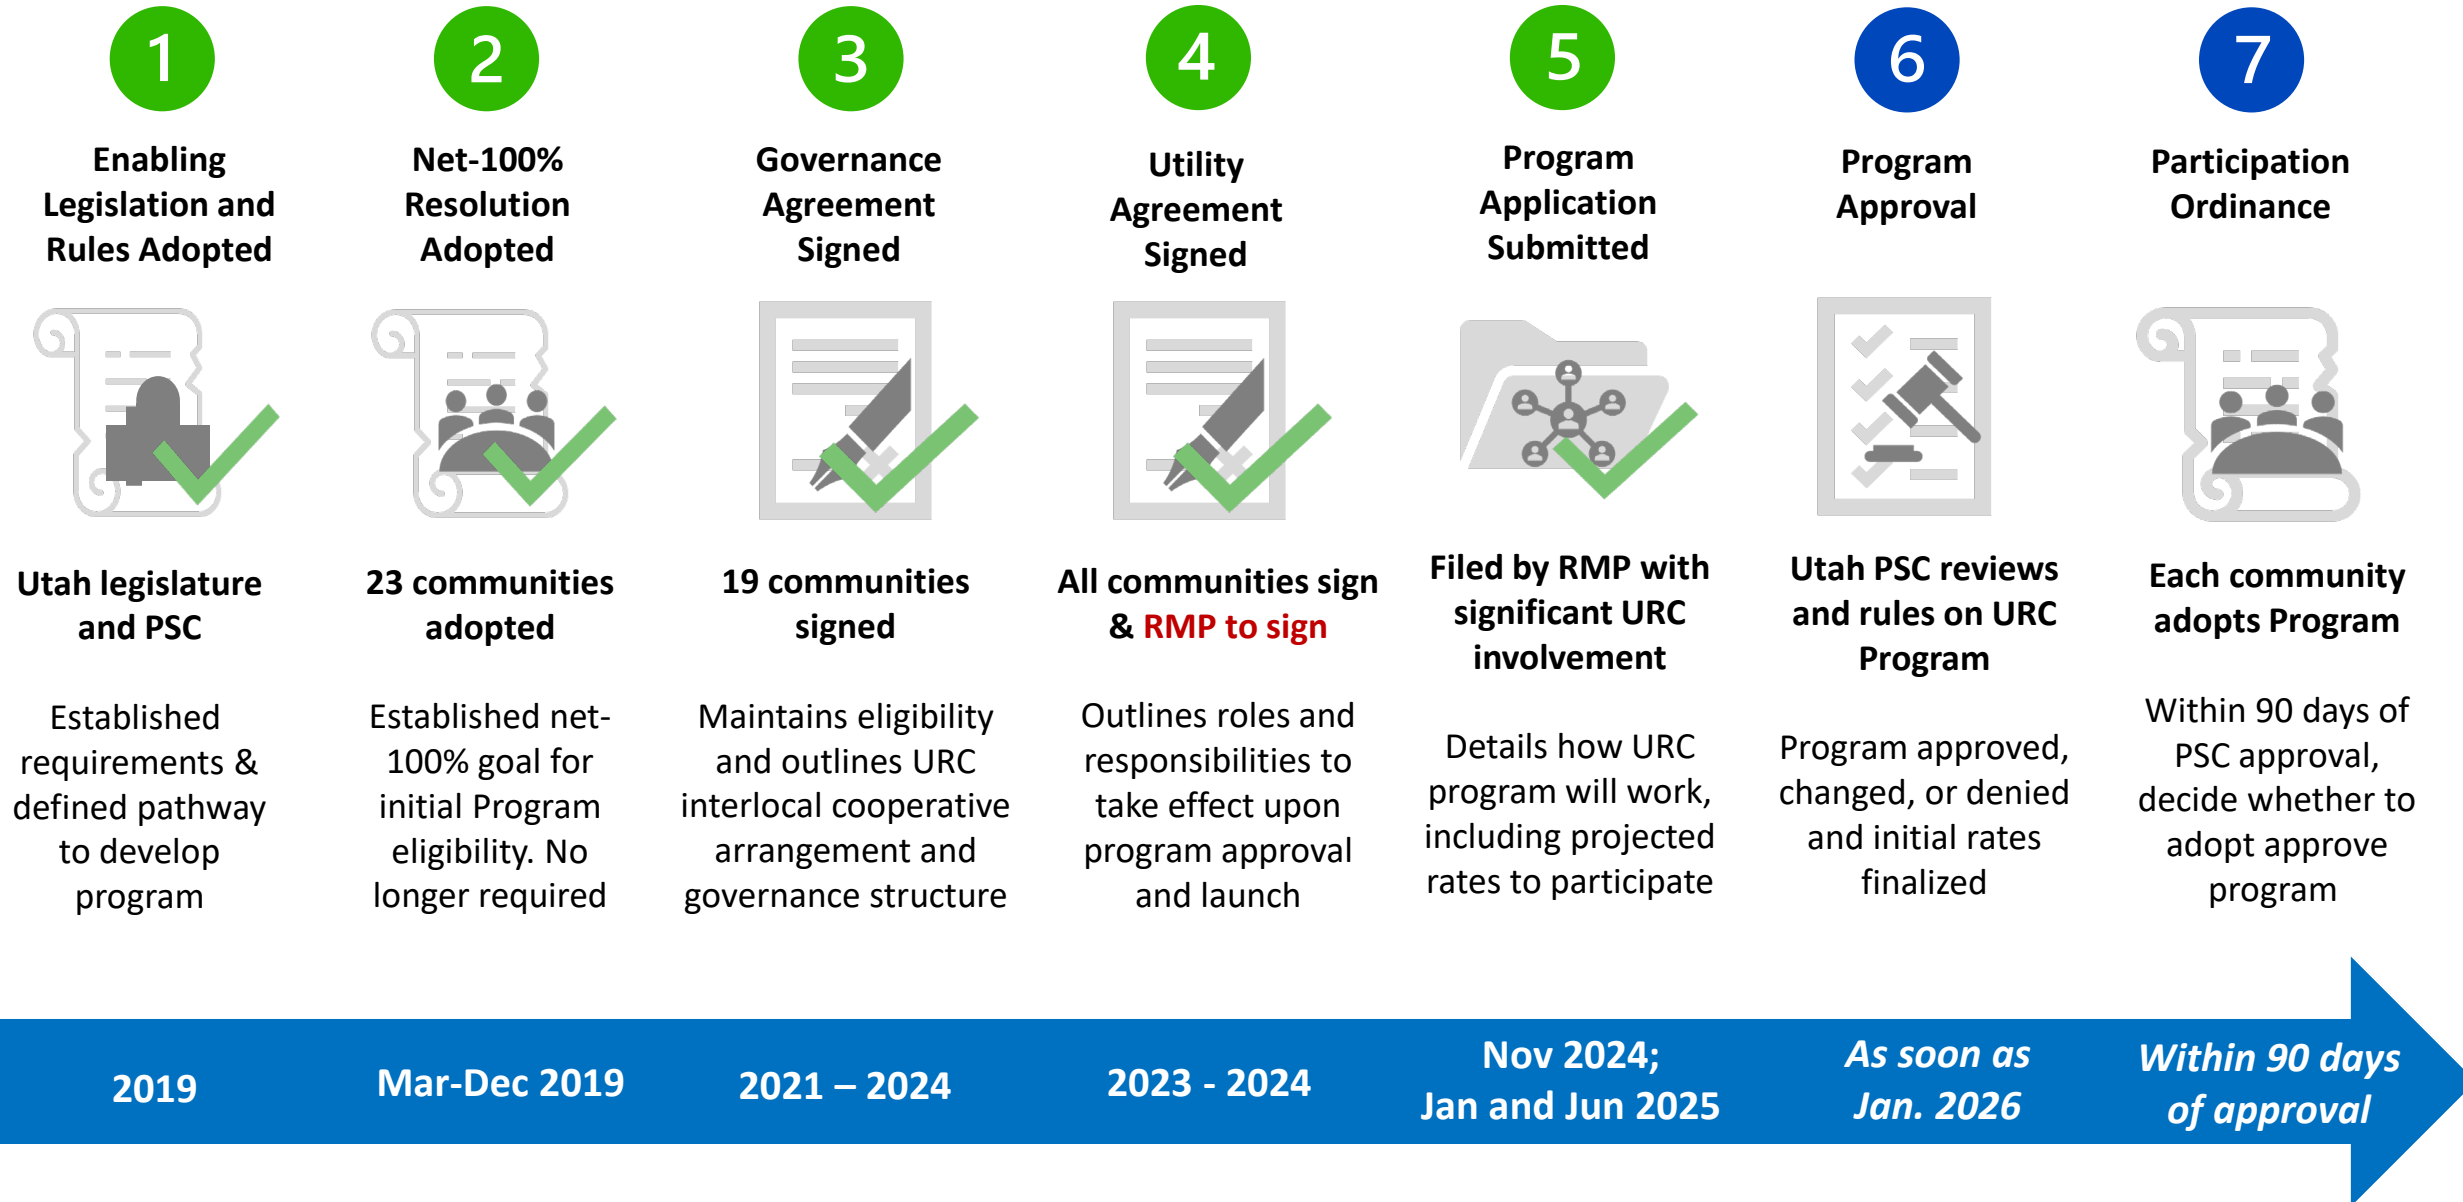 1
Enabling
Legislation and
Rules Adopted
Utah legislature
and PSC
Established
requirements &
defined pathway
to develop
program
2019
2
Net-100%
Resolution
Adopted
23 communities
adopted
Established net-
100% goal for
initial Program
eligibility. No
longer required
Mar-Dec 2019
3
Governance
Agreement
Signed
19 communities
signed
Maintains eligibility
and outlines URC
interlocal cooperative
arrangement and
governance structure
2021 – 2024
4
Utility
Agreement
Signed
All communities sign
& RMP to sign
Outlines roles and
responsibilities to
take effect upon
program approval
and launch
2023 - 2024
5
Program
Application
Submitted
Filed by RMP with
significant URC
involvement
Details how URC
program will work,
including projected
rates to participate
Nov 2024;
Jan and Jun 2025
6
Program
Approval
Utah PSC reviews
and rules on URC
Program
Program approved,
changed, or denied
and initial rates
finalized
As soon as
Jan. 2026
7
Participation
Ordinance
Each community
adopts Program
Within 90 days of
PSC approval,
decide whether to
adopt approve
program
Within 90 days
of approval